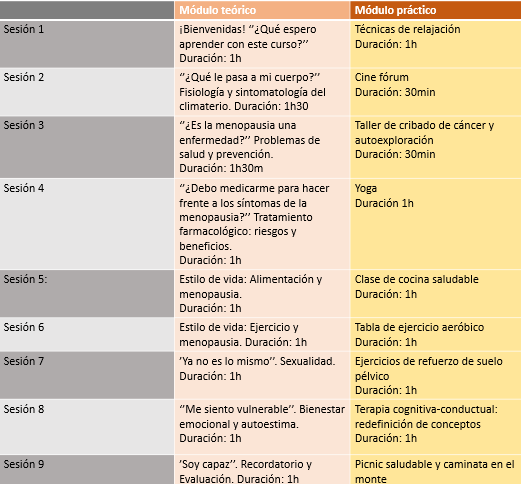 Módulo teórico Módulo práctico
Sesión 1
¡Bienvenidas! “¿Qué espero
aprender con este curso?”
Duración: 1h
Técnicas de relajación
Duración: 1h
Sesión 2
“¿Qué le pasa a mi cuerpo?”
Fisiología y sintomatología del
climaterio. Duración: 1h30
Cine fórum
Duración: 30min
Sesión 3
“¿Es la menopausia una
enfermedad?” Problemas de
salud y prevención.
Duración: 1h30m
Taller de cribado de cáncer y
autoexploración
Duración: 30min
Sesión 4
“¿Debo medicarme para hacer
frente a los síntomas de la
menopausia?” Tratamiento
farmacológico: riesgos y
beneficios.
Duración: 1h
Yoga
Duración 1h
Sesión 5:
Estilo de vida: Alimentación y
menopausia.
Duración: 1h
Clase de cocina saludable
Duración: 1h
Sesión 6
Estilo de vida: Ejercicio y
menopausia. Duración: 1h
Tabla de ejercicio aeróbico
Duración: 1h
Sesión 7
‘Ya no es lo mismo”. Sexualidad.
Duración: 1h
Ejercicios de refuerzo de suelo
pélvico
Duración: 1h
Sesión 8
“Me siento vulnerable”. Bienestar
emocional y autoestima.
Duración: 1h
Terapia cognitiva-conductual:
redefinición de conceptos
Duración: 1h
Sesión 9
‘Soy capaz”. Recordatorio y
Evaluación. Duración: 1h
Picnic saludable y caminata en el
monte